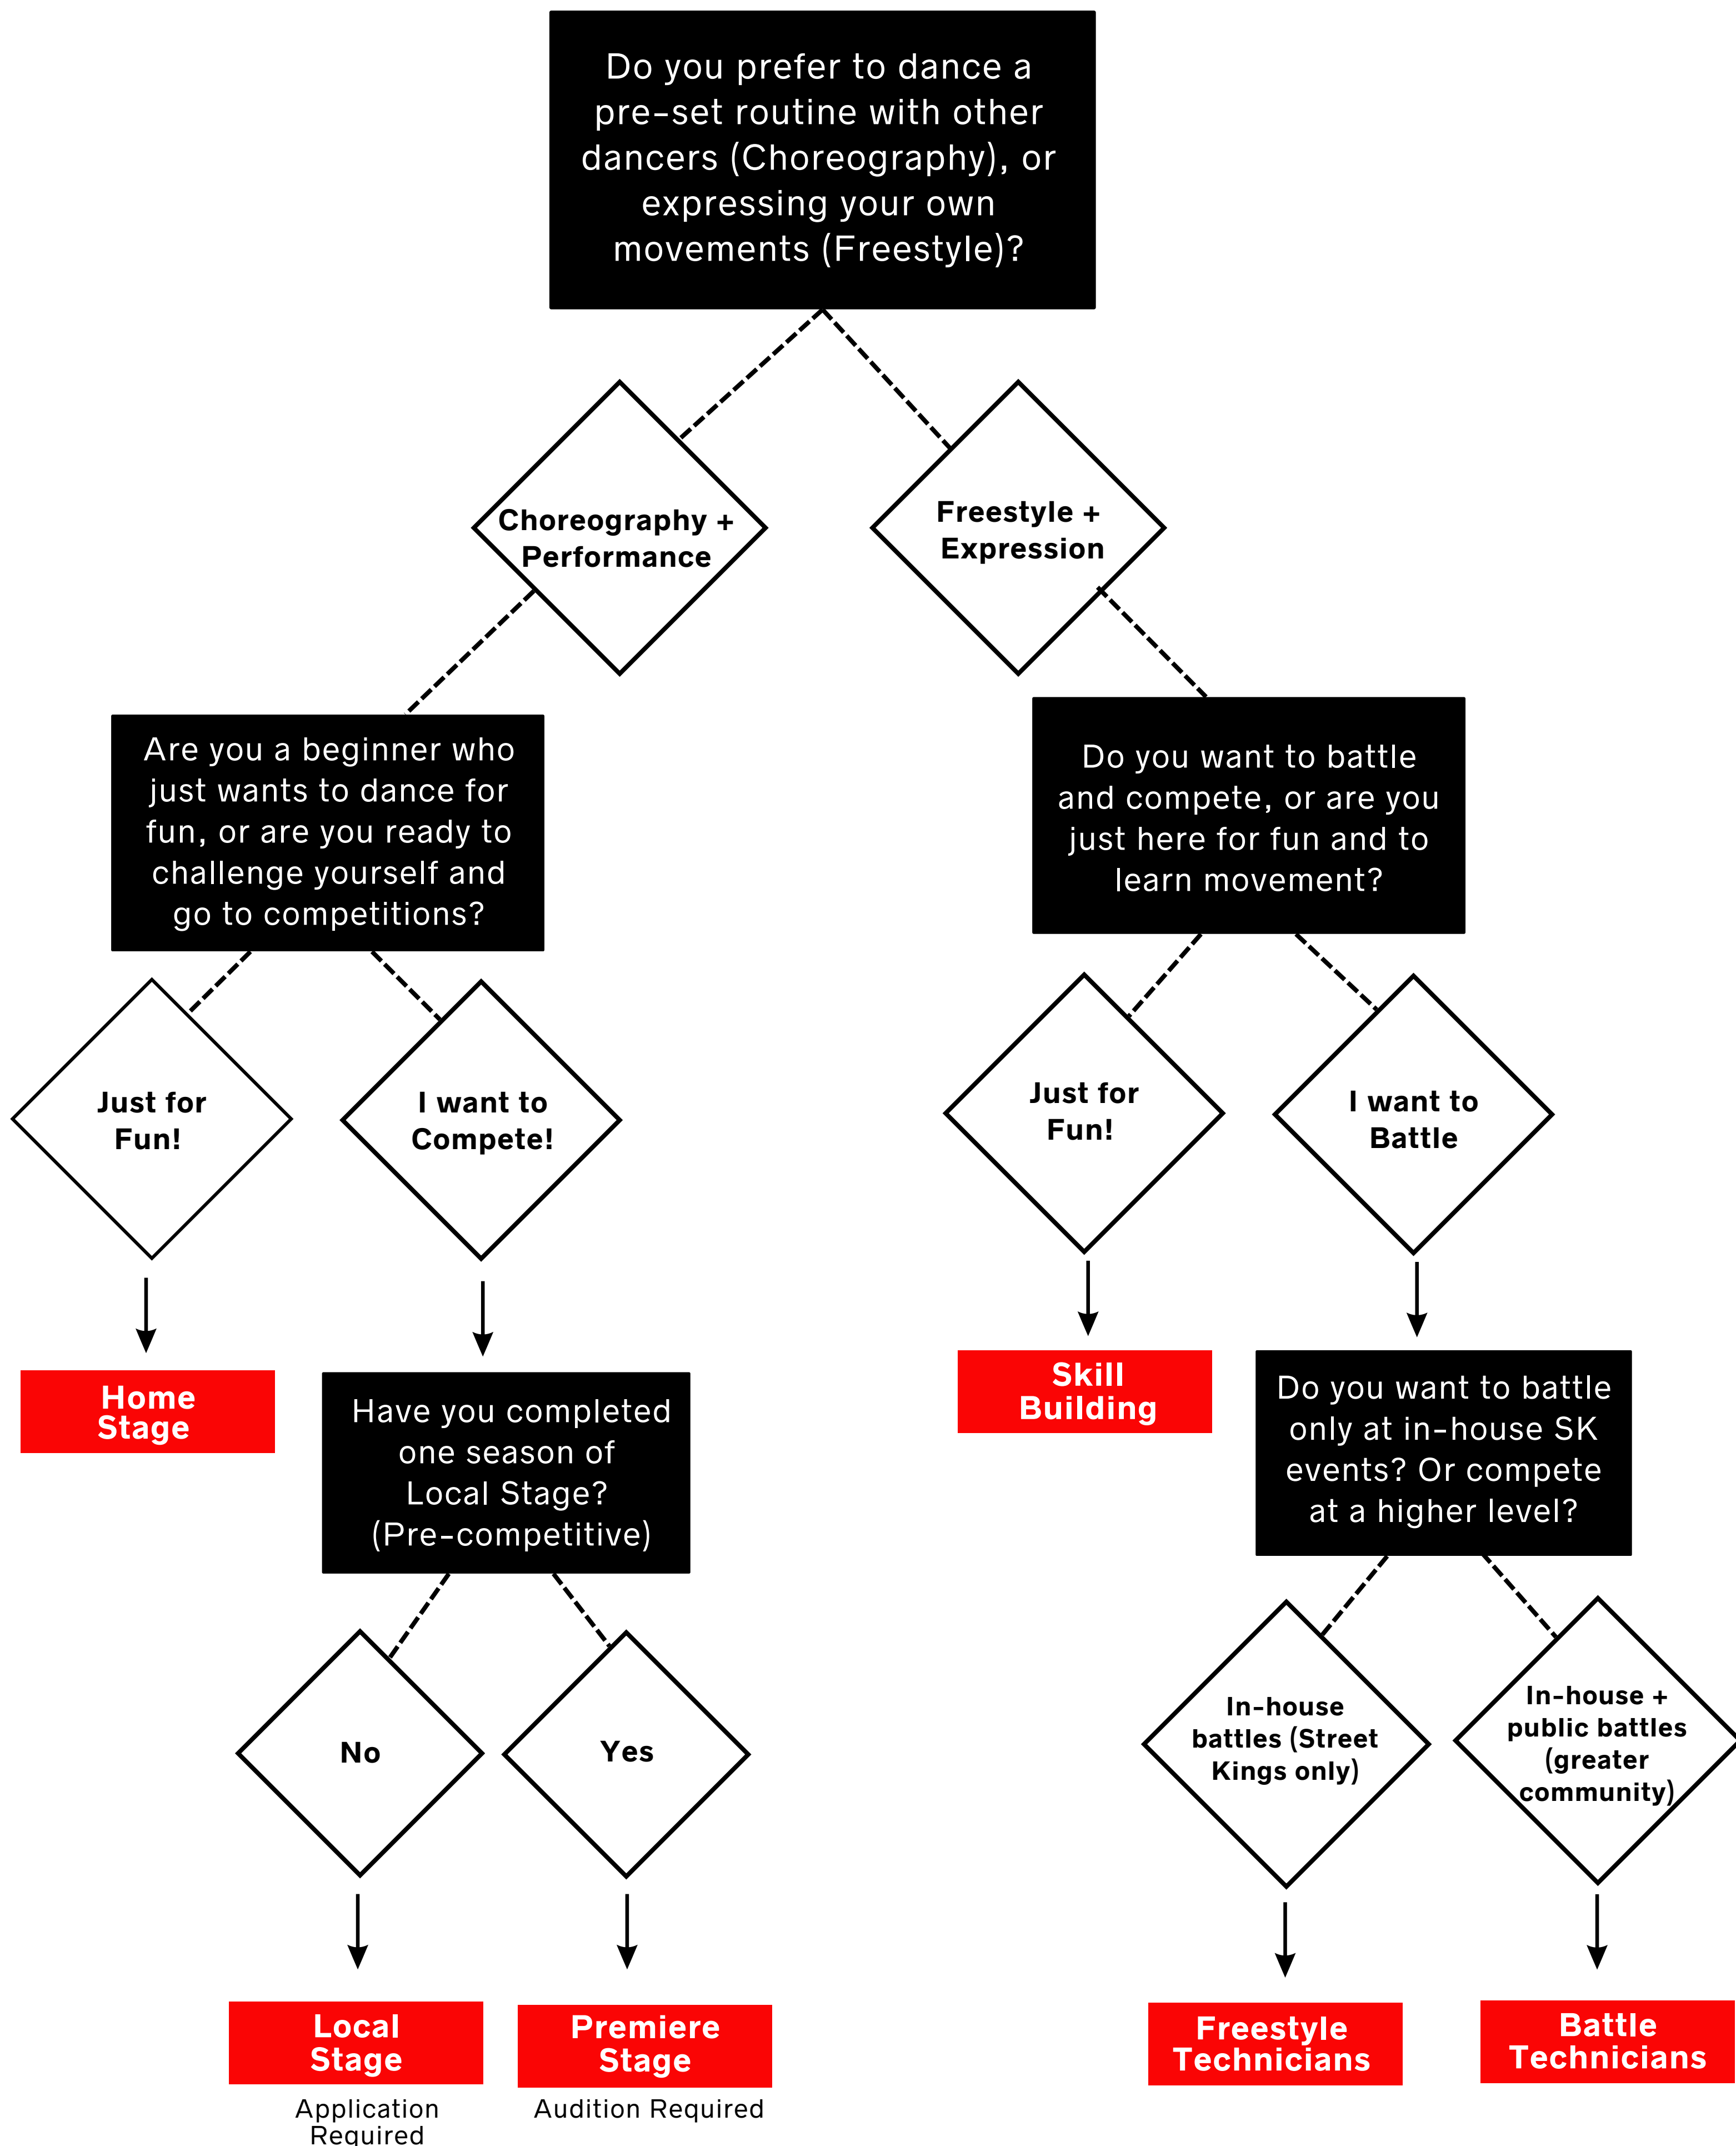 Do you prefer to dance a
pre-set routine with other
dancers (Choreography), or
expressing your own
movements (Freestyle)?
Choreography +
Performance
Freestyle +
Expression
Are you a beginner who
just wants to dance for
fun, or are you ready to
challenge yourself and
go to competitions?
Do you want to battle
and compete, or are you
just here for fun and to
learn movement?
Just for
Fun!
I want to
Compete!
Just for
Fun!
I want to
Battle
Home
Stage
Have you completed
one season of
Local Stage?
(Pre-competitive)
Skill
Building
Do you want to battle
only at in-house SK
events? Or compete
at a higher level?
No
Yes
In-house
battles (Street
Kings only)
In-house +
public battles
(greater
community)
Local
Stage
Application
Required
Premiere
Stage
Audition Required
Freestyle
Technicians
Battle
Technicians